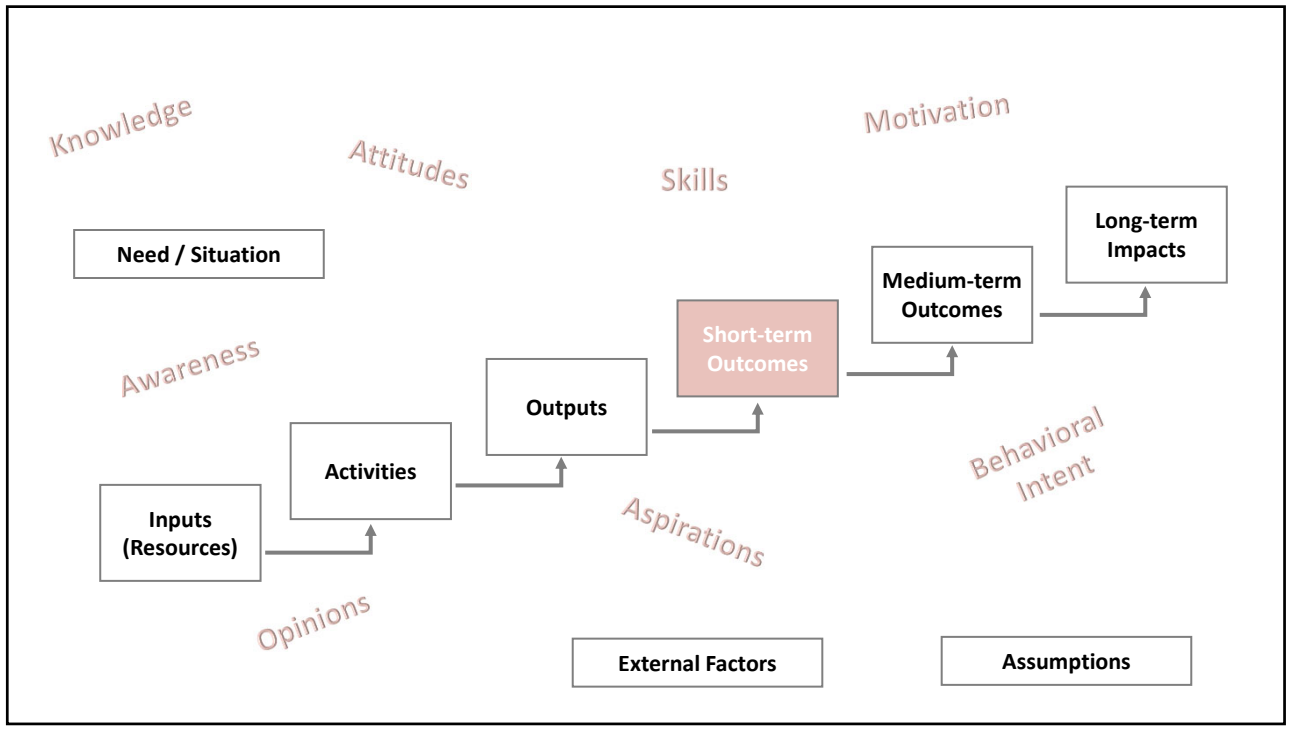 Knowledge
Attitudes
Skills
Motivation
Need / Situation
Long-term
Impacts
Medium-term
Outcomes
Short-term
Outcomes
Awareness
Outputs
Activities
Behavioral
Intent
Inputs
(Resources)
Aspirations
Opinions
External Factors
Assumptions